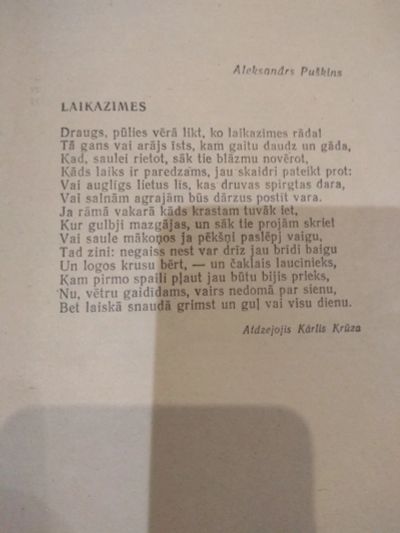 Aleksandrs Puškins
LAIKAZIMES
Draugs, pūlies vērā likt, ko laikazimes rāda!
Tā gans vai arājs īsts, kam gaitu daudz un gāda,
Kad, saulei rietot, sāk tie blāzmu novērot,
Kāds laiks ir paredzams, jau skaidri pateikt prot:
Vai auglīgs lietus līs, kas druvas spirgtas dara,
Vai salnām agrajām būs dārzus postīt vara.
Ja rāmā vakarā kāds krastam tuvāk iet,
Kur gulbji mazgājas, un sāk tie projām skriet
Vai saule mākoņos ja pēkšņi paslēpj vaigu,
Tad zini: negaiss nest var drīz jau brīdi baigu
Un logos krusu bērt, — un čaklais laucinieks,
Kam pirmo spaili pļaut jau būtu bijis prieks,
Nu, vētru gaidīdams, vairs nedomā par sienu,
Bet laiskā snaudā grimst un guļ vai visu dienu.
Atdzejojis Kārlis Krūza